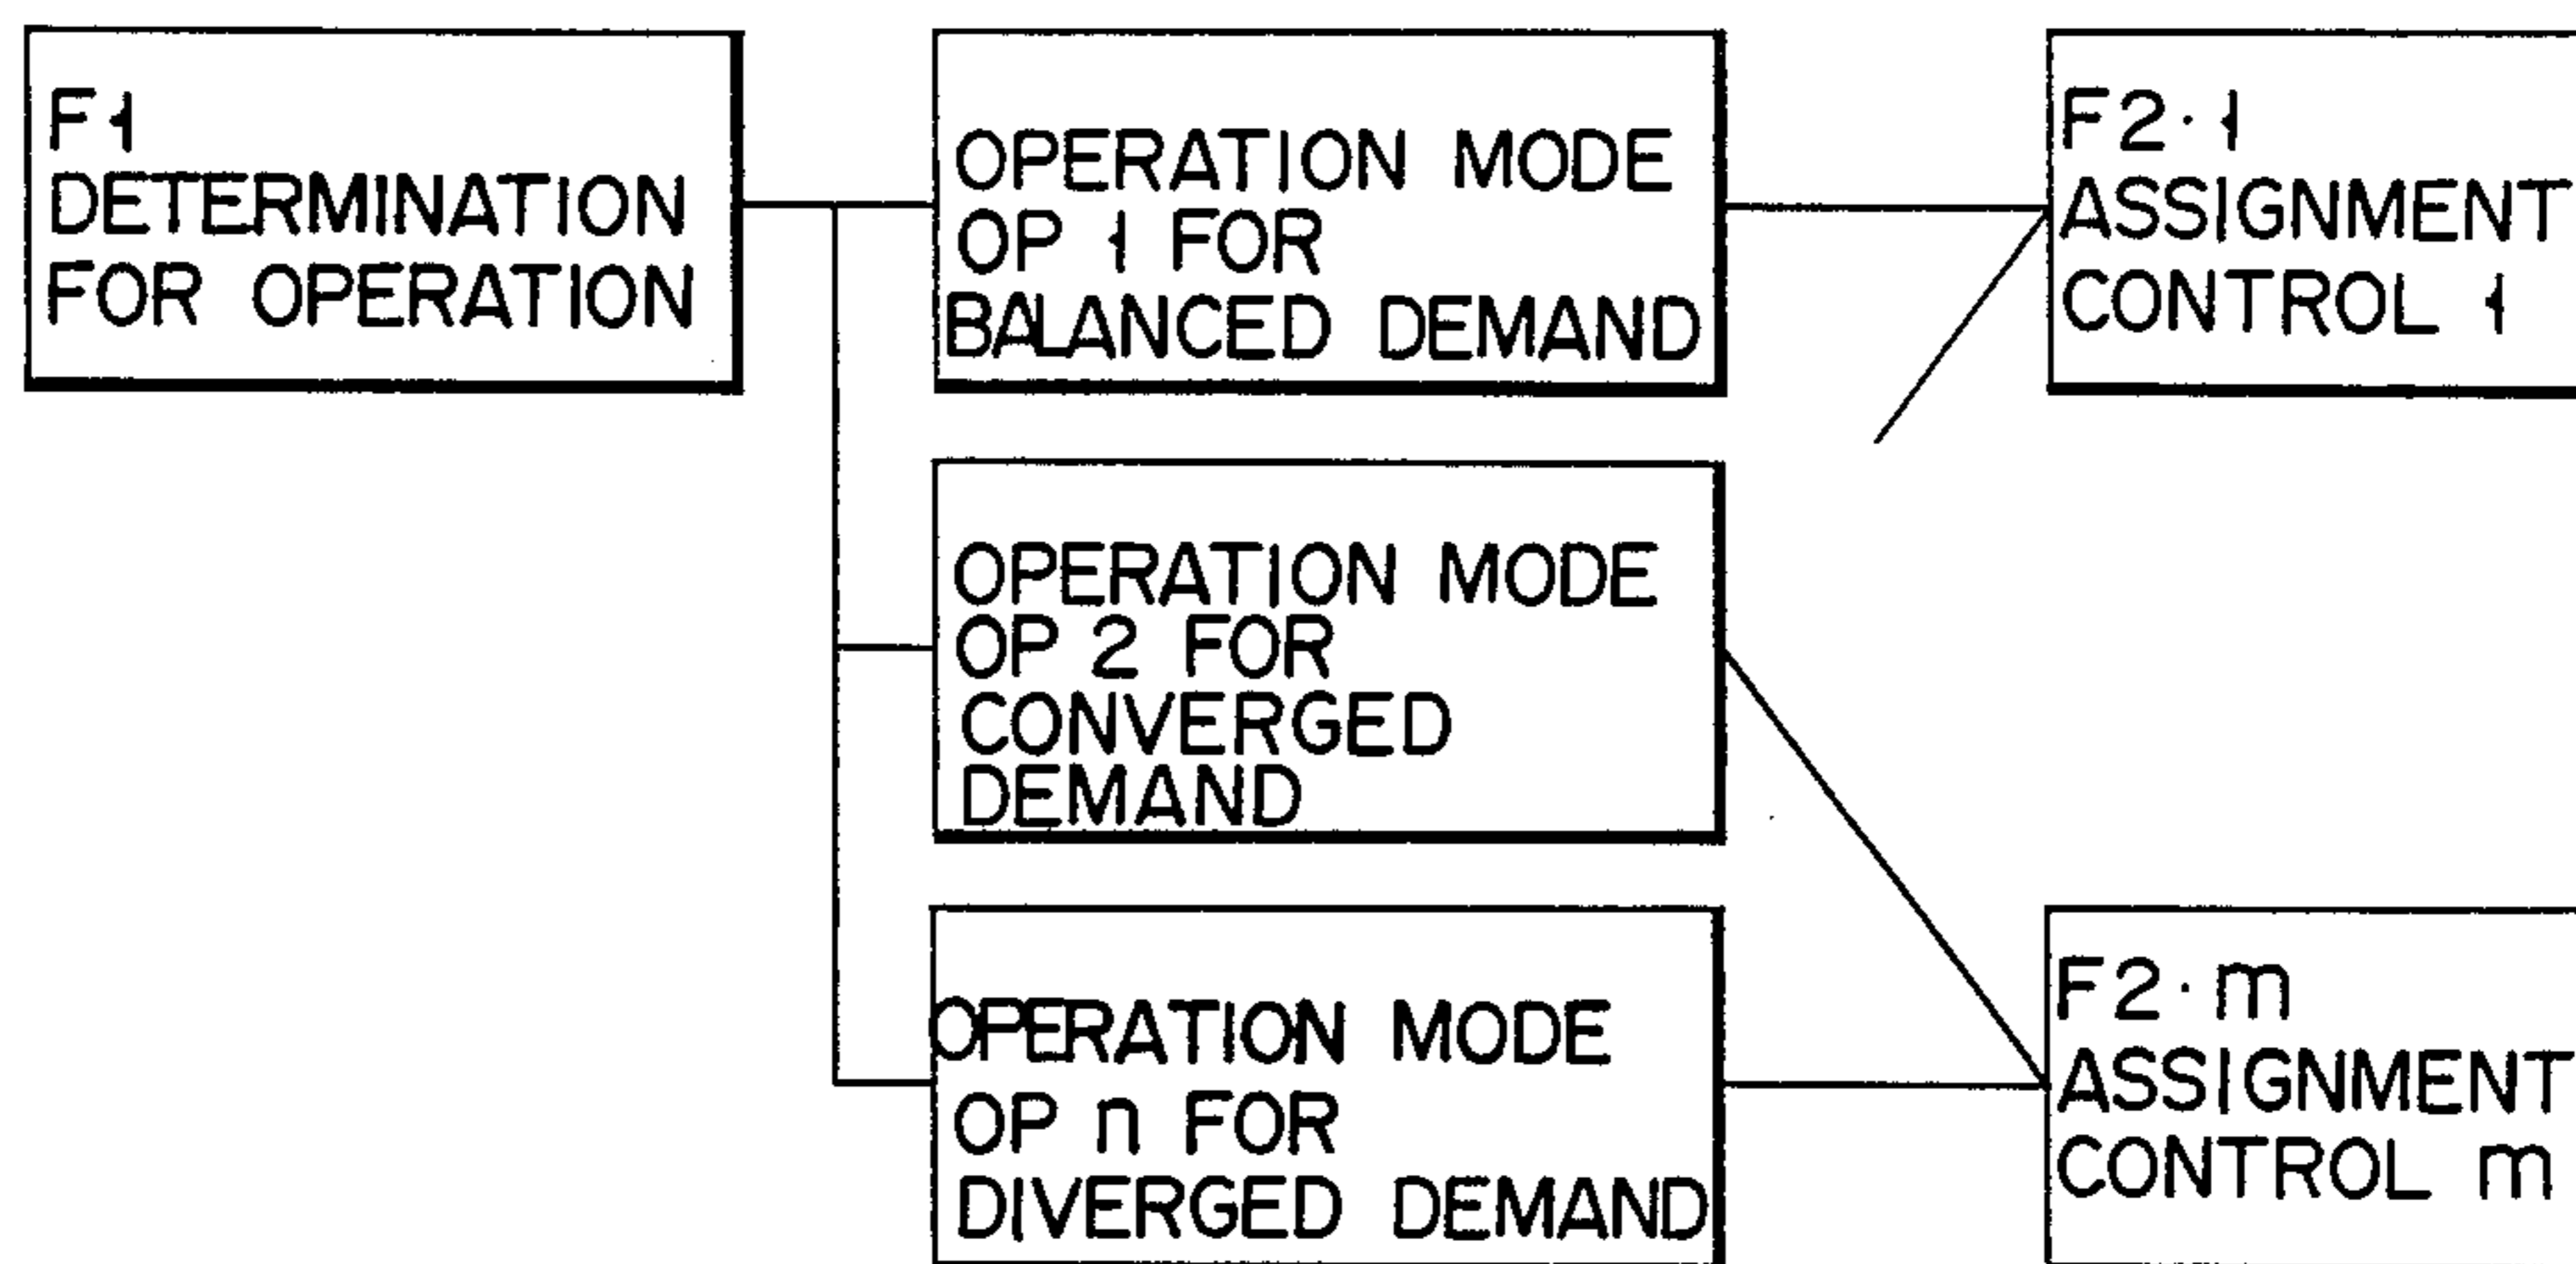 F1
DETERMINATION
FOR OPERATION
OPERATION MODE
OP 1 FOR
BALANCED DEMAND
F2·1
ASSIGNMENT
CONTROL 1
OPERATION MODE
OP 2 FOR
CONVERGED
DEMAND
OPERATION MODE
OP n FOR
DIVERGED DEMAND
F2·m
ASSIGNMENT
CONTROL m